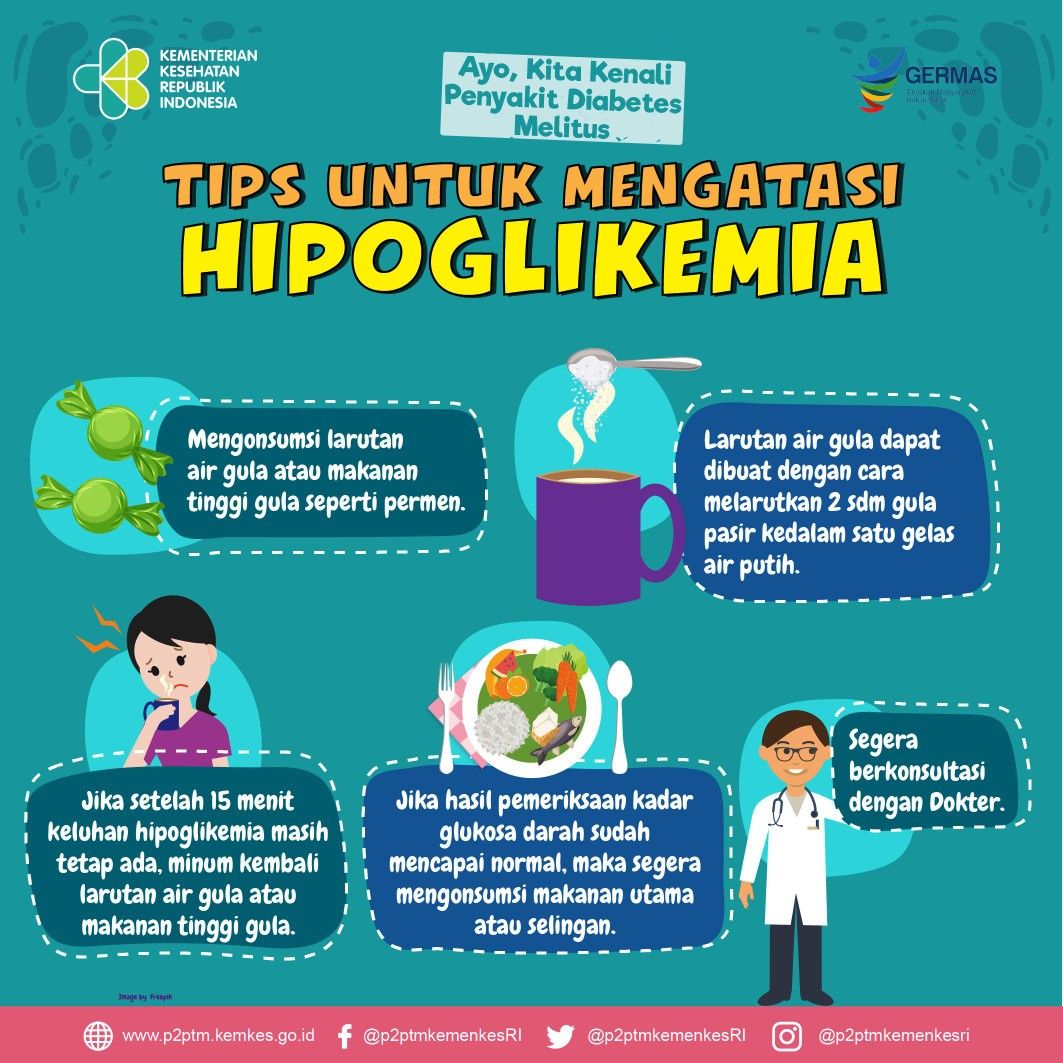 KEMENTERIAN
KESEHATAN
REPUBLIK
INDONESIA
Ayo, Kita Kenali
Penyakit Diabetes
Melitus
GERMAS
Gerakan Masyarakat
Hidup Sehat
TIPS UNTUK MENGATASI
HIPOGLIKEMIA
Mengonsumsi larutan
air gula atau makanan
tinggi gula seperti permen.
Larutan air gula dapat
dibuat dengan cara
melarutkan 2 sdm gula
pasir kedalam satu gelas
air putih.
Jika setelah 15 menit
keluhan hipoglikemia masih
tetap ada, minum kembali
larutan air gula atau
makanan tinggi gula.
Jika hasil pemeriksaan kadar
glukosa darah sudah
mencapai normal, maka segera
mengonsumsi makanan utama
atau selingan.
Segera
berkonsultasi
dengan Dokter.
Image by Freepik
www.p2ptm.kemkes.go.id
@p2ptmkemenkesRI
@p2ptmkemenkesRI
@p2ptmkemenkesri